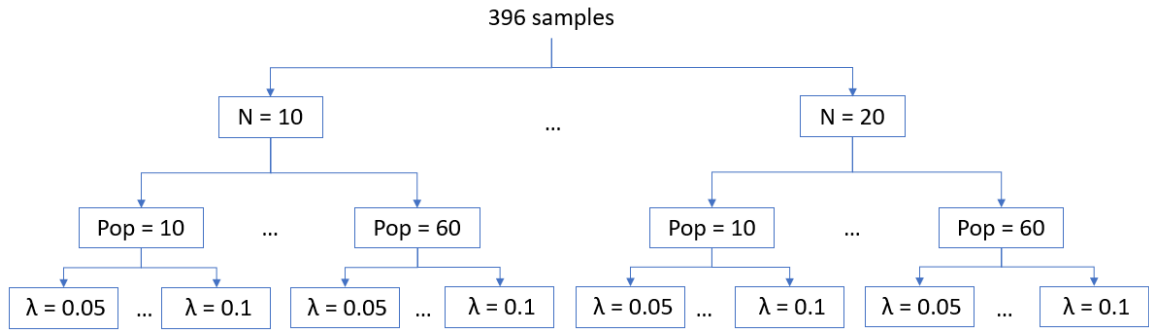 396 samples
N = 10
...
N = 20
Pop = 10
...
Pop = 60
Pop = 10
...
Pop = 60
λ = 0.05
...
λ = 0.1
λ = 0.05
...
λ = 0.1
λ = 0.05
...
λ = 0.1
λ = 0.05
...
λ = 0.1